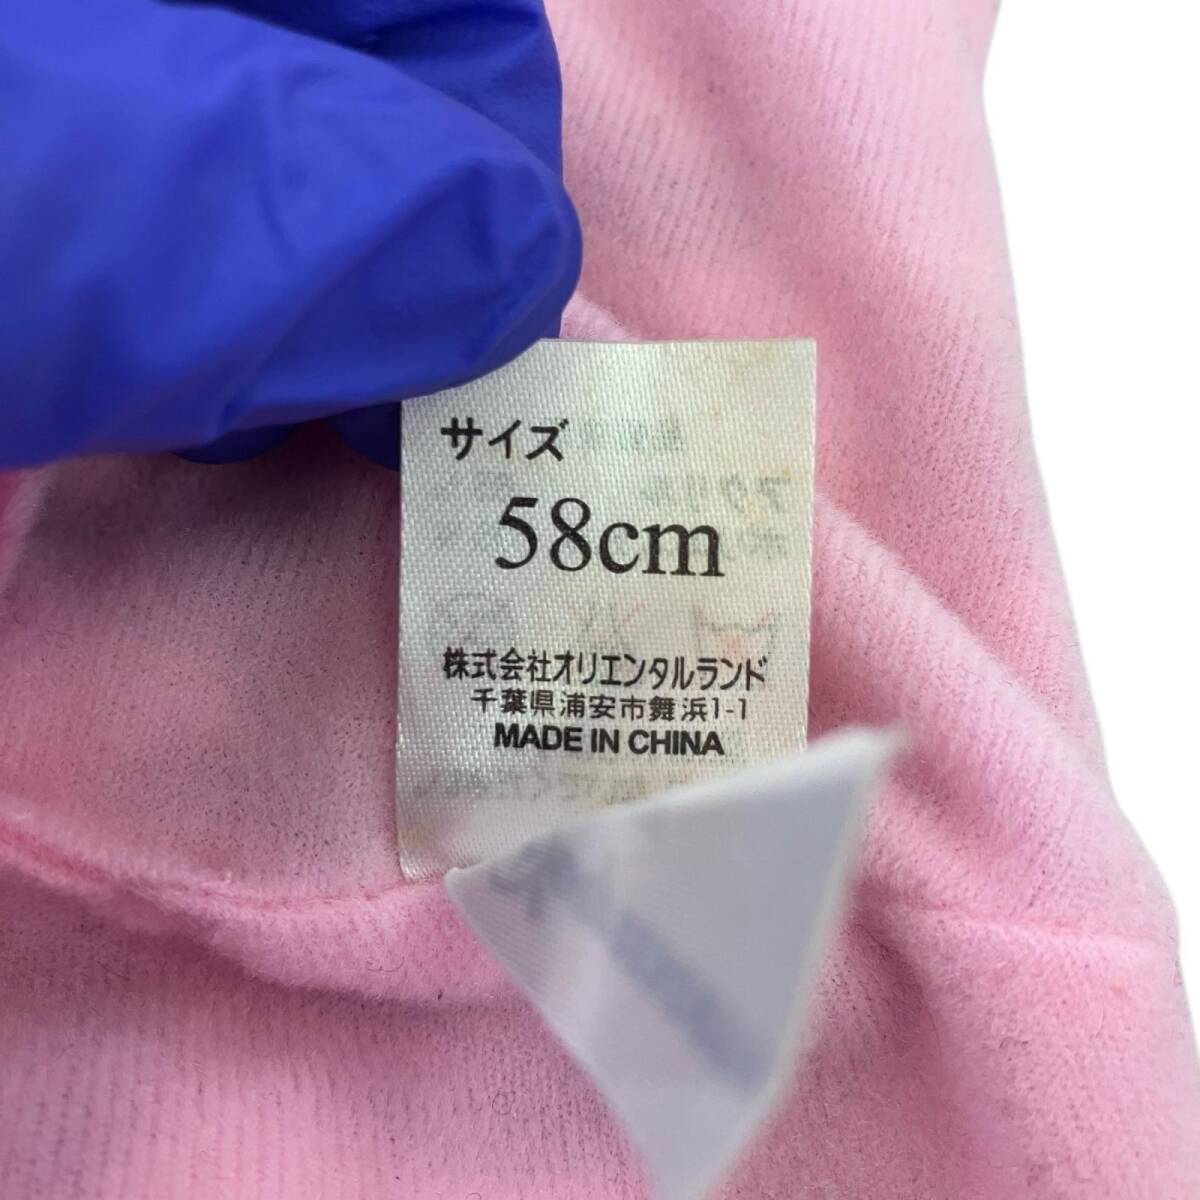 サイズ
58cm
株式会社オリエンタルランド
千葉県浦安市舞浜1-1
MADE IN CHINA